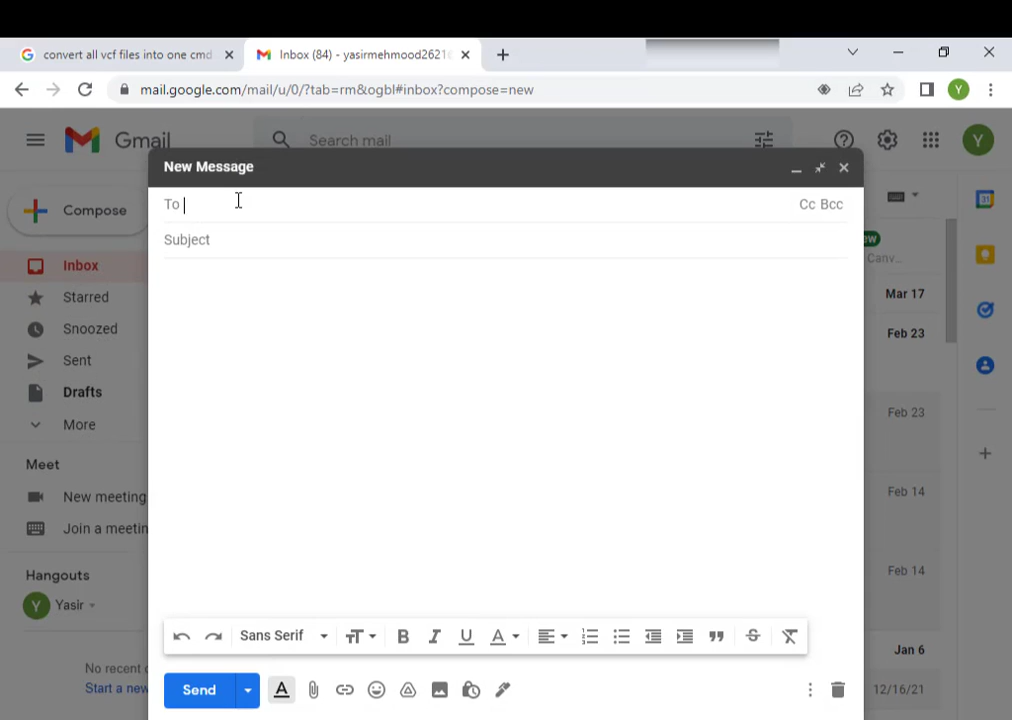 convert all vcf files into one cmd
Inbox (84) - yasirmehmood2621
mail.google.com/mail/u/0/?tab=rm&ogbl#inbox?compose=new
Y
Gmail
Search mail
Y
Compose
New Message
To
Cc Bcc
Subject
Inbox
Starred
Snoozed
Sent
Drafts
More
Meet
New meeting
Join a meetin
Hangouts
Y Yasir
No recent c
Start a new
ew
Canv...
Mar 17
Feb 23
Feb 23
Feb 14
Feb 14
Jan 6
12/16/21
31
Sans Serif
B I U A
Send
A